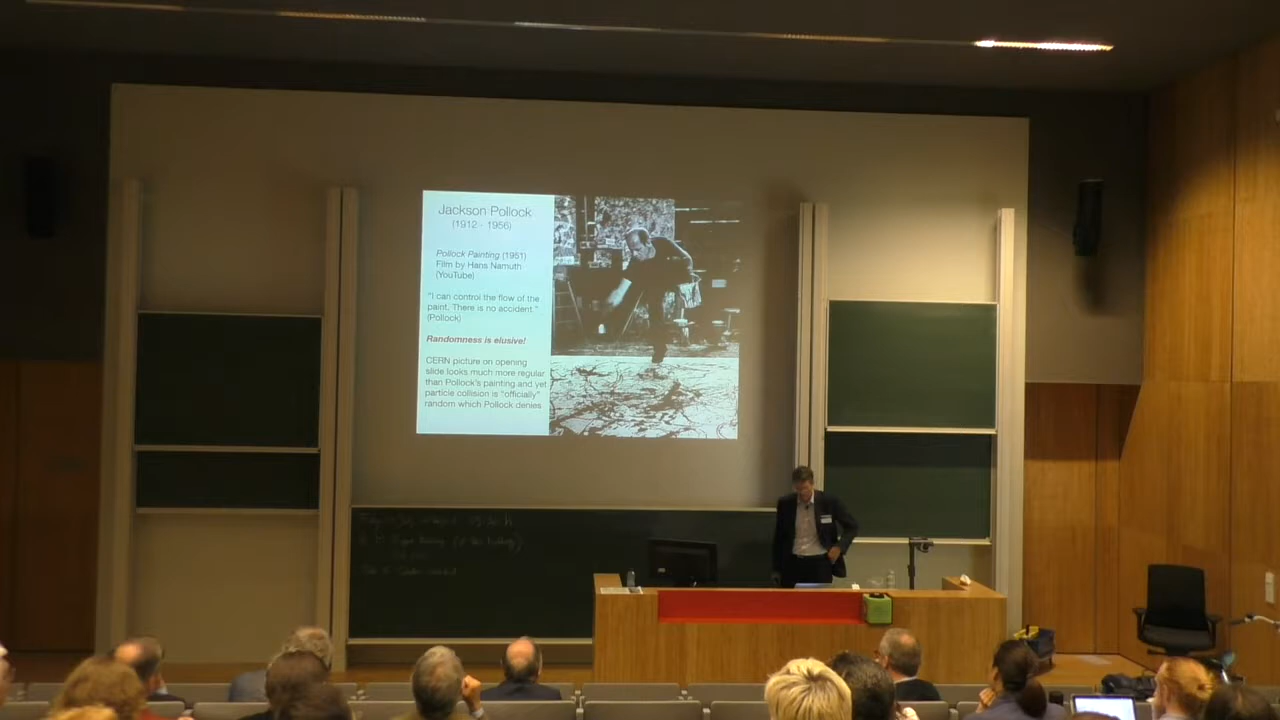 Jackson Pollock
(1912 - 1956)
Pollock Painting (1951)
Film by Hans Namuth
(YouTube)
"I can control the flow of the
paint. There is no accident."
(Pollock)
Randomness is elusive!
CERN picture on opening
slide looks much more regular
than Pollock's painting and yet
particle collision is "officially"
random which Pollock denies